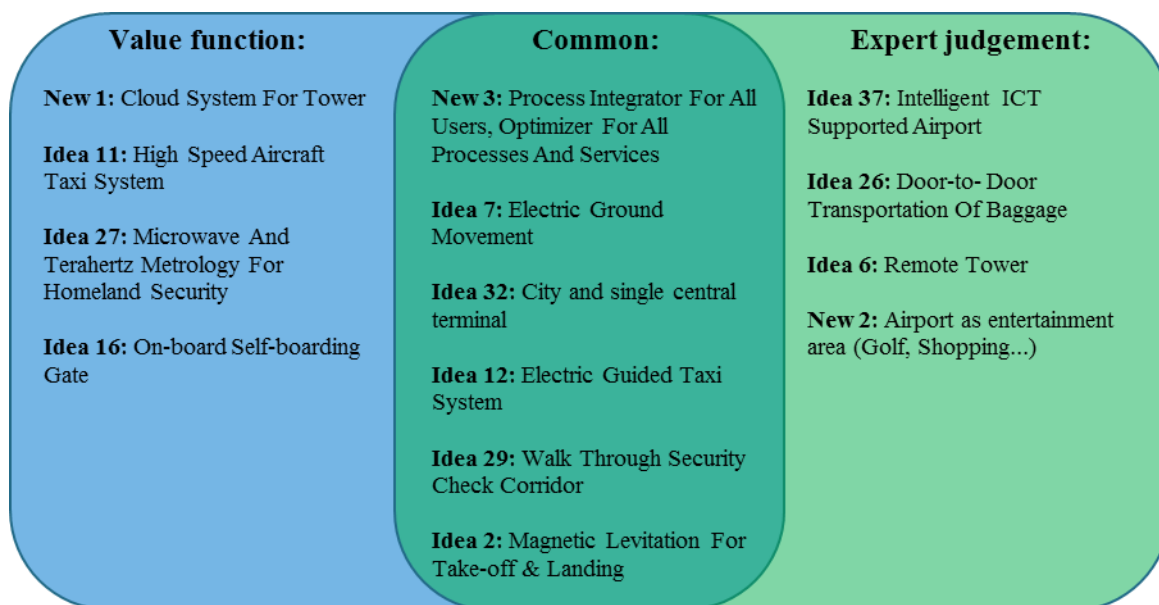 Value function:
New 1: Cloud System For Tower
Idea 11: High Speed Aircraft
Taxi System
Idea 27: Microwave And
Terahertz Metrology For
Homeland Security
Idea 16: On-board Self-boarding
Gate
Common:
New 3: Process Integrator For All
Users, Optimizer For All
Processes And Services
Idea 7: Electric Ground
Movement
Idea 32: City and single central
terminal
Idea 12: Electric Guided Taxi
System
Idea 29: Walk Through Security
Check Corridor
Idea 2: Magnetic Levitation For
Take-off & Landing
Expert judgement:
Idea 37: Intelligent ICT
Supported Airport
Idea 26: Door-to- Door
Transportation Of Baggage
Idea 6: Remote Tower
New 2: Airport as entertainment
area (Golf, Shopping...)